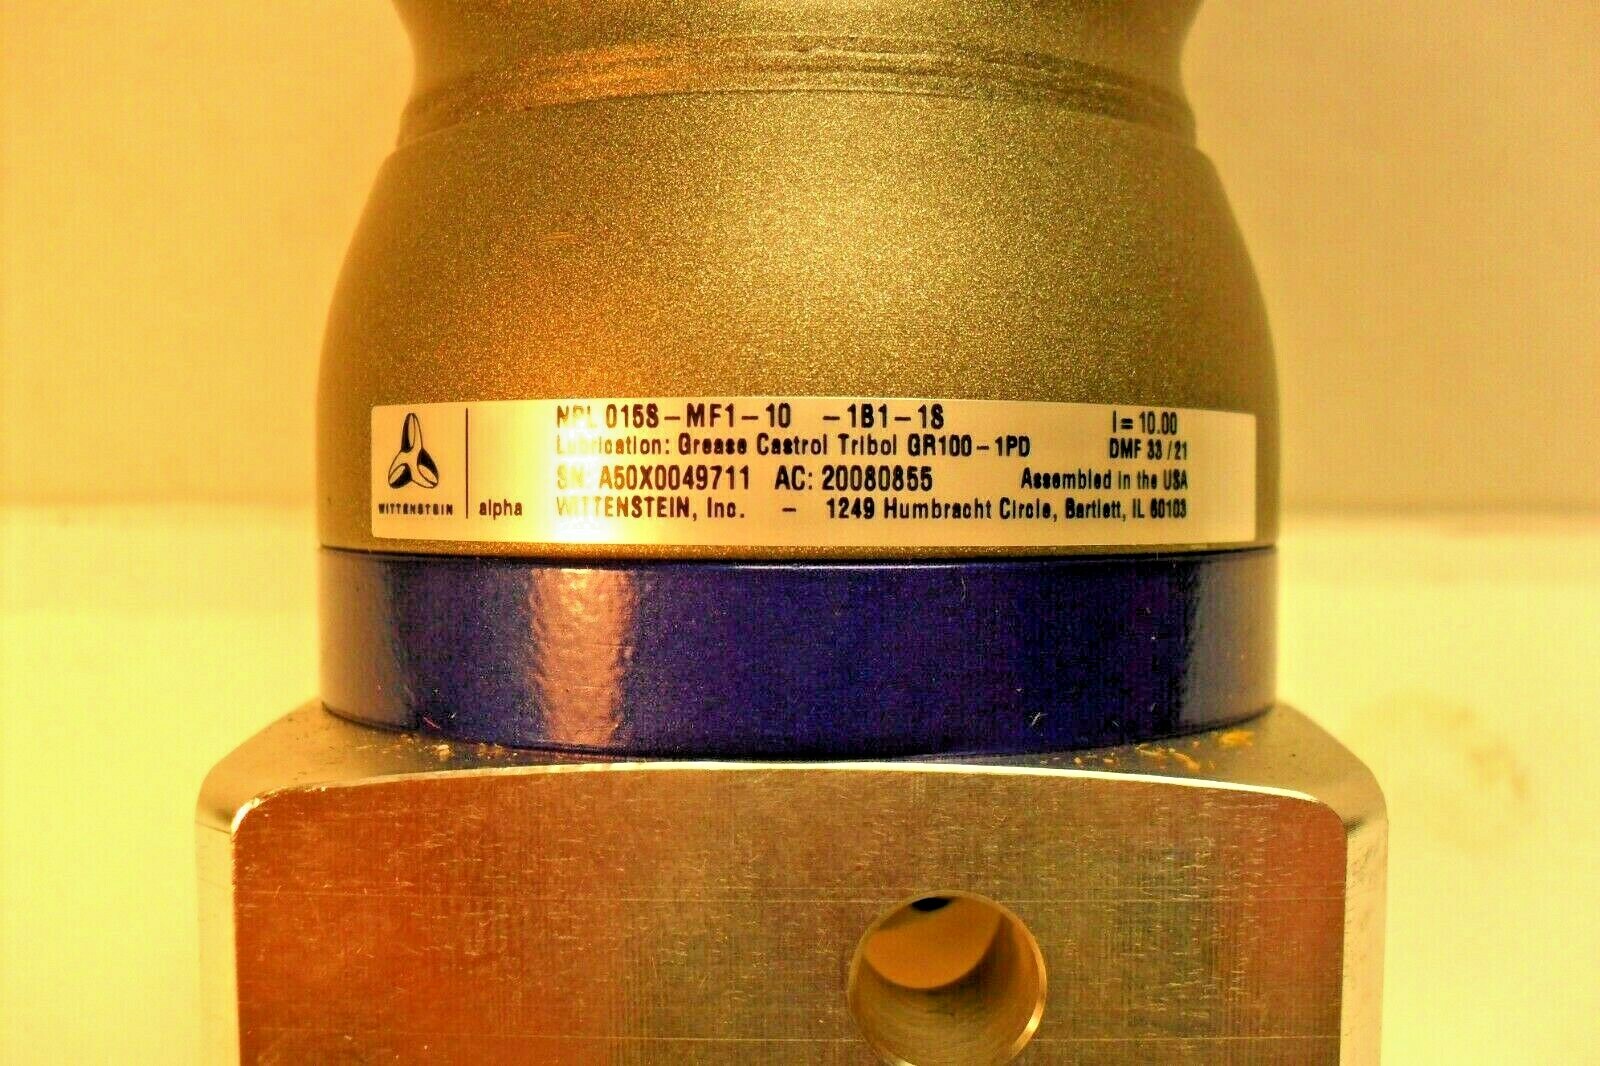 NPL 015S-MF1-10 -1B1-1S i = 10.00
Lubrication: Grease Castrol Tribol GR100-1PD DMF 33/21
SN: A50X0049711 AC: 20080855 Assembled in the USA
WITTENSTEIN alpha WITTENSTEIN, Inc. - 1249 Humbracht Circle, Bartlett, IL 60103